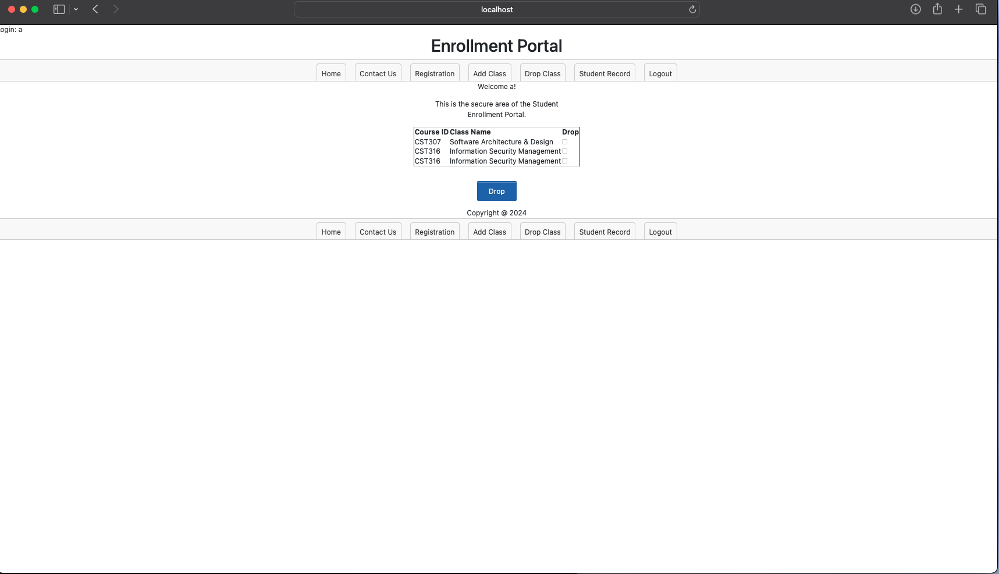 localhost
ogin: a
Enrollment Portal
Home Contact Us Registration Add Class Drop Class Student Record Logout
Welcome a!
This is the secure area of the Student
Enrollment Portal.
Course ID Class Name Drop
CST307 Software Architecture & Design
CST316 Information Security Management
CST316 Information Security Management
Drop
Copyright @ 2024
Home Contact Us Registration Add Class Drop Class Student Record Logout